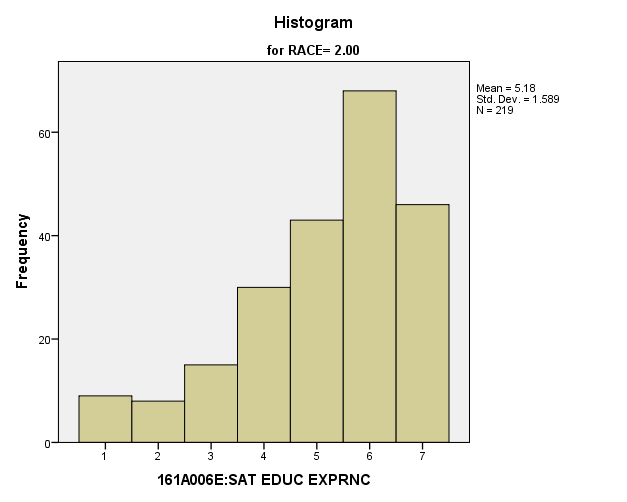 Histogram
for RACE= 2.00
Mean = 5.18
Std. Dev. = 1.589
N = 219
Frequency
60
40
20
0
1 2 3 4 5 6 7
161A006E:SAT EDUC EXPRNC